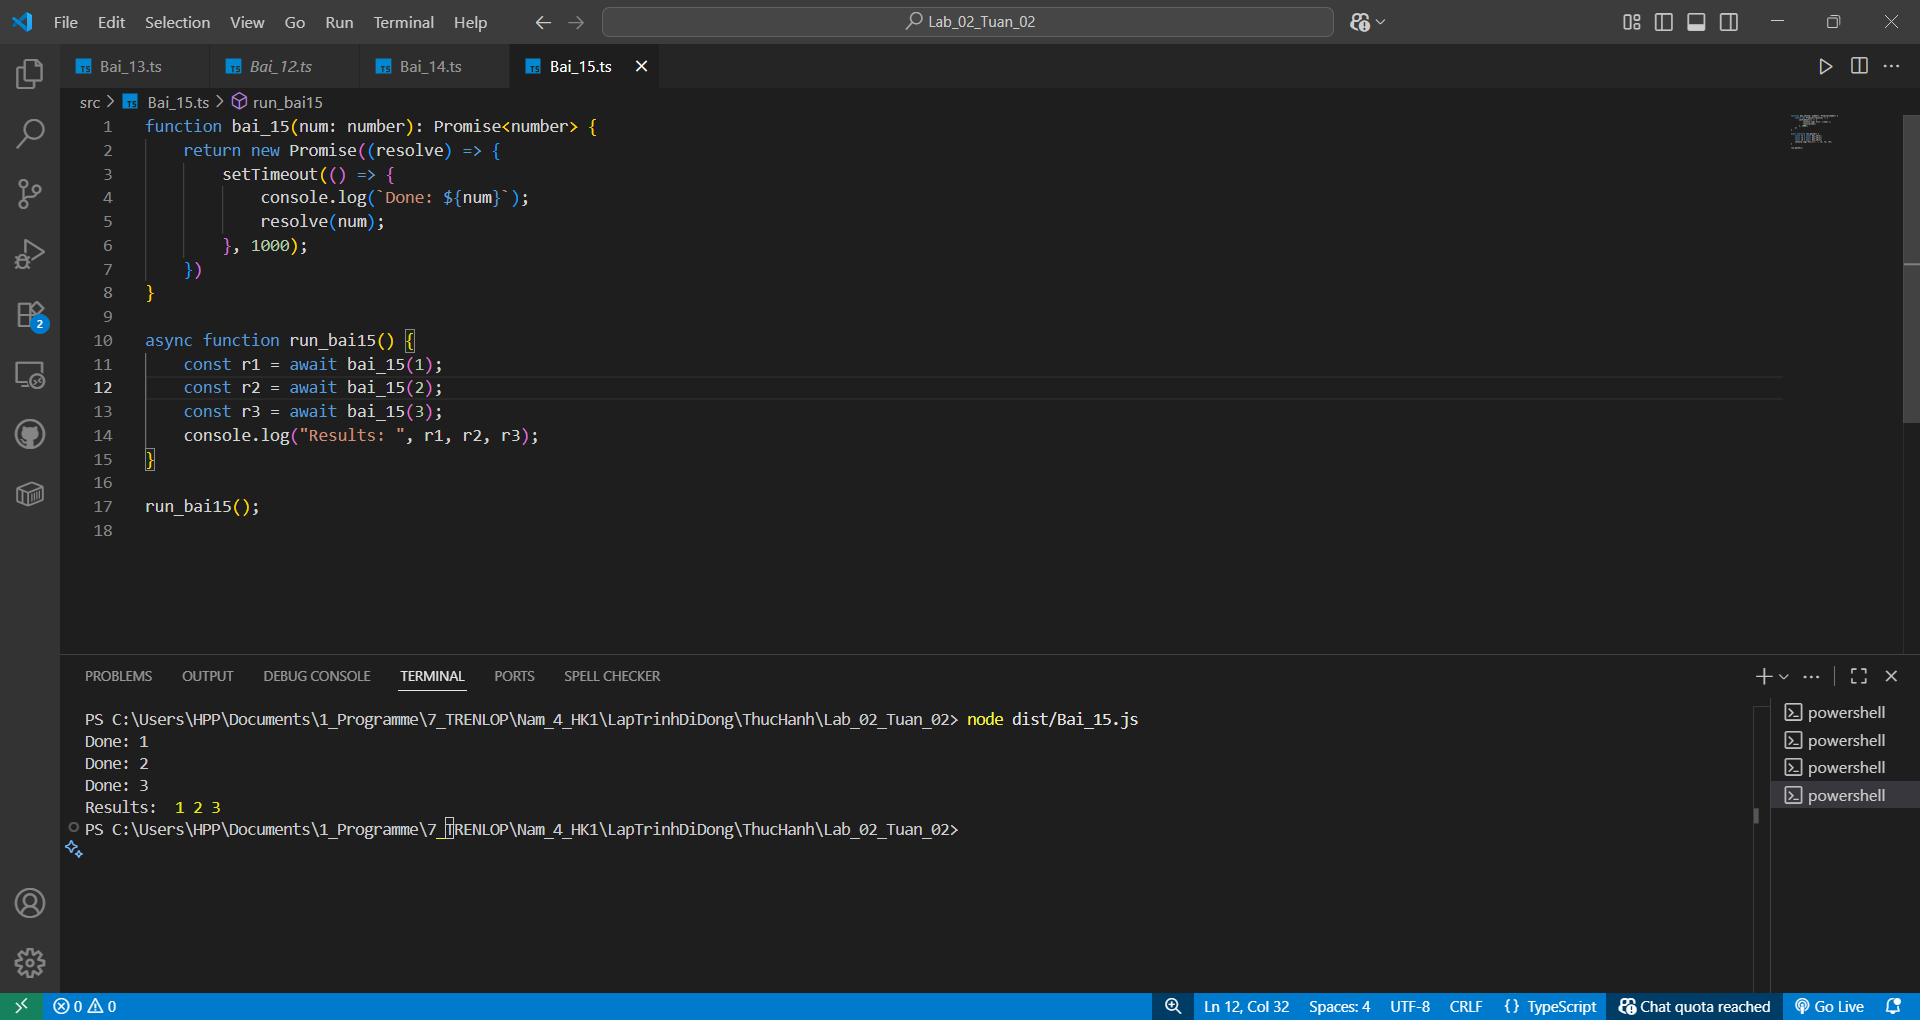 File Edit Selection View Go Run Terminal Help
Lab_02_Tuan_02
Bai_13.ts
Bai_12.ts
Bai_14.ts
Bai_15.ts
src > Bai_15.ts > run_bai15
1 function bai_15(num: number): Promise<number> {
2     return new Promise((resolve) => {
3         setTimeout(() => {
4             console.log(`Done: ${num}`);
5             resolve(num);
6         }, 1000);
7     })
8 }
9
10 async function run_bai15() {
11     const r1 = await bai_15(1);
12     const r2 = await bai_15(2);
13     const r3 = await bai_15(3);
14     console.log("Results: ", r1, r2, r3);
15 }
16
17 run_bai15();
18
2
PROBLEMS OUTPUT DEBUG CONSOLE TERMINAL PORTS SPELL CHECKER
PS C:\Users\HPP\Documents\1_Programme\7_TRENLOP\Nam_4_HK1\LapTrinhDiDong\ThucHanh\Lab_02_Tuan_02> node dist/Bai_15.js
Done: 1
Done: 2
Done: 3
Results:  1 2 3
PS C:\Users\HPP\Documents\1_Programme\7_TRENLOP\Nam_4_HK1\LapTrinhDiDong\ThucHanh\Lab_02_Tuan_02>
powershell
powershell
powershell
powershell
0 0
Ln 12, Col 32 Spaces: 4 UTF-8 CRLF {} TypeScript Chat quota reached Go Live